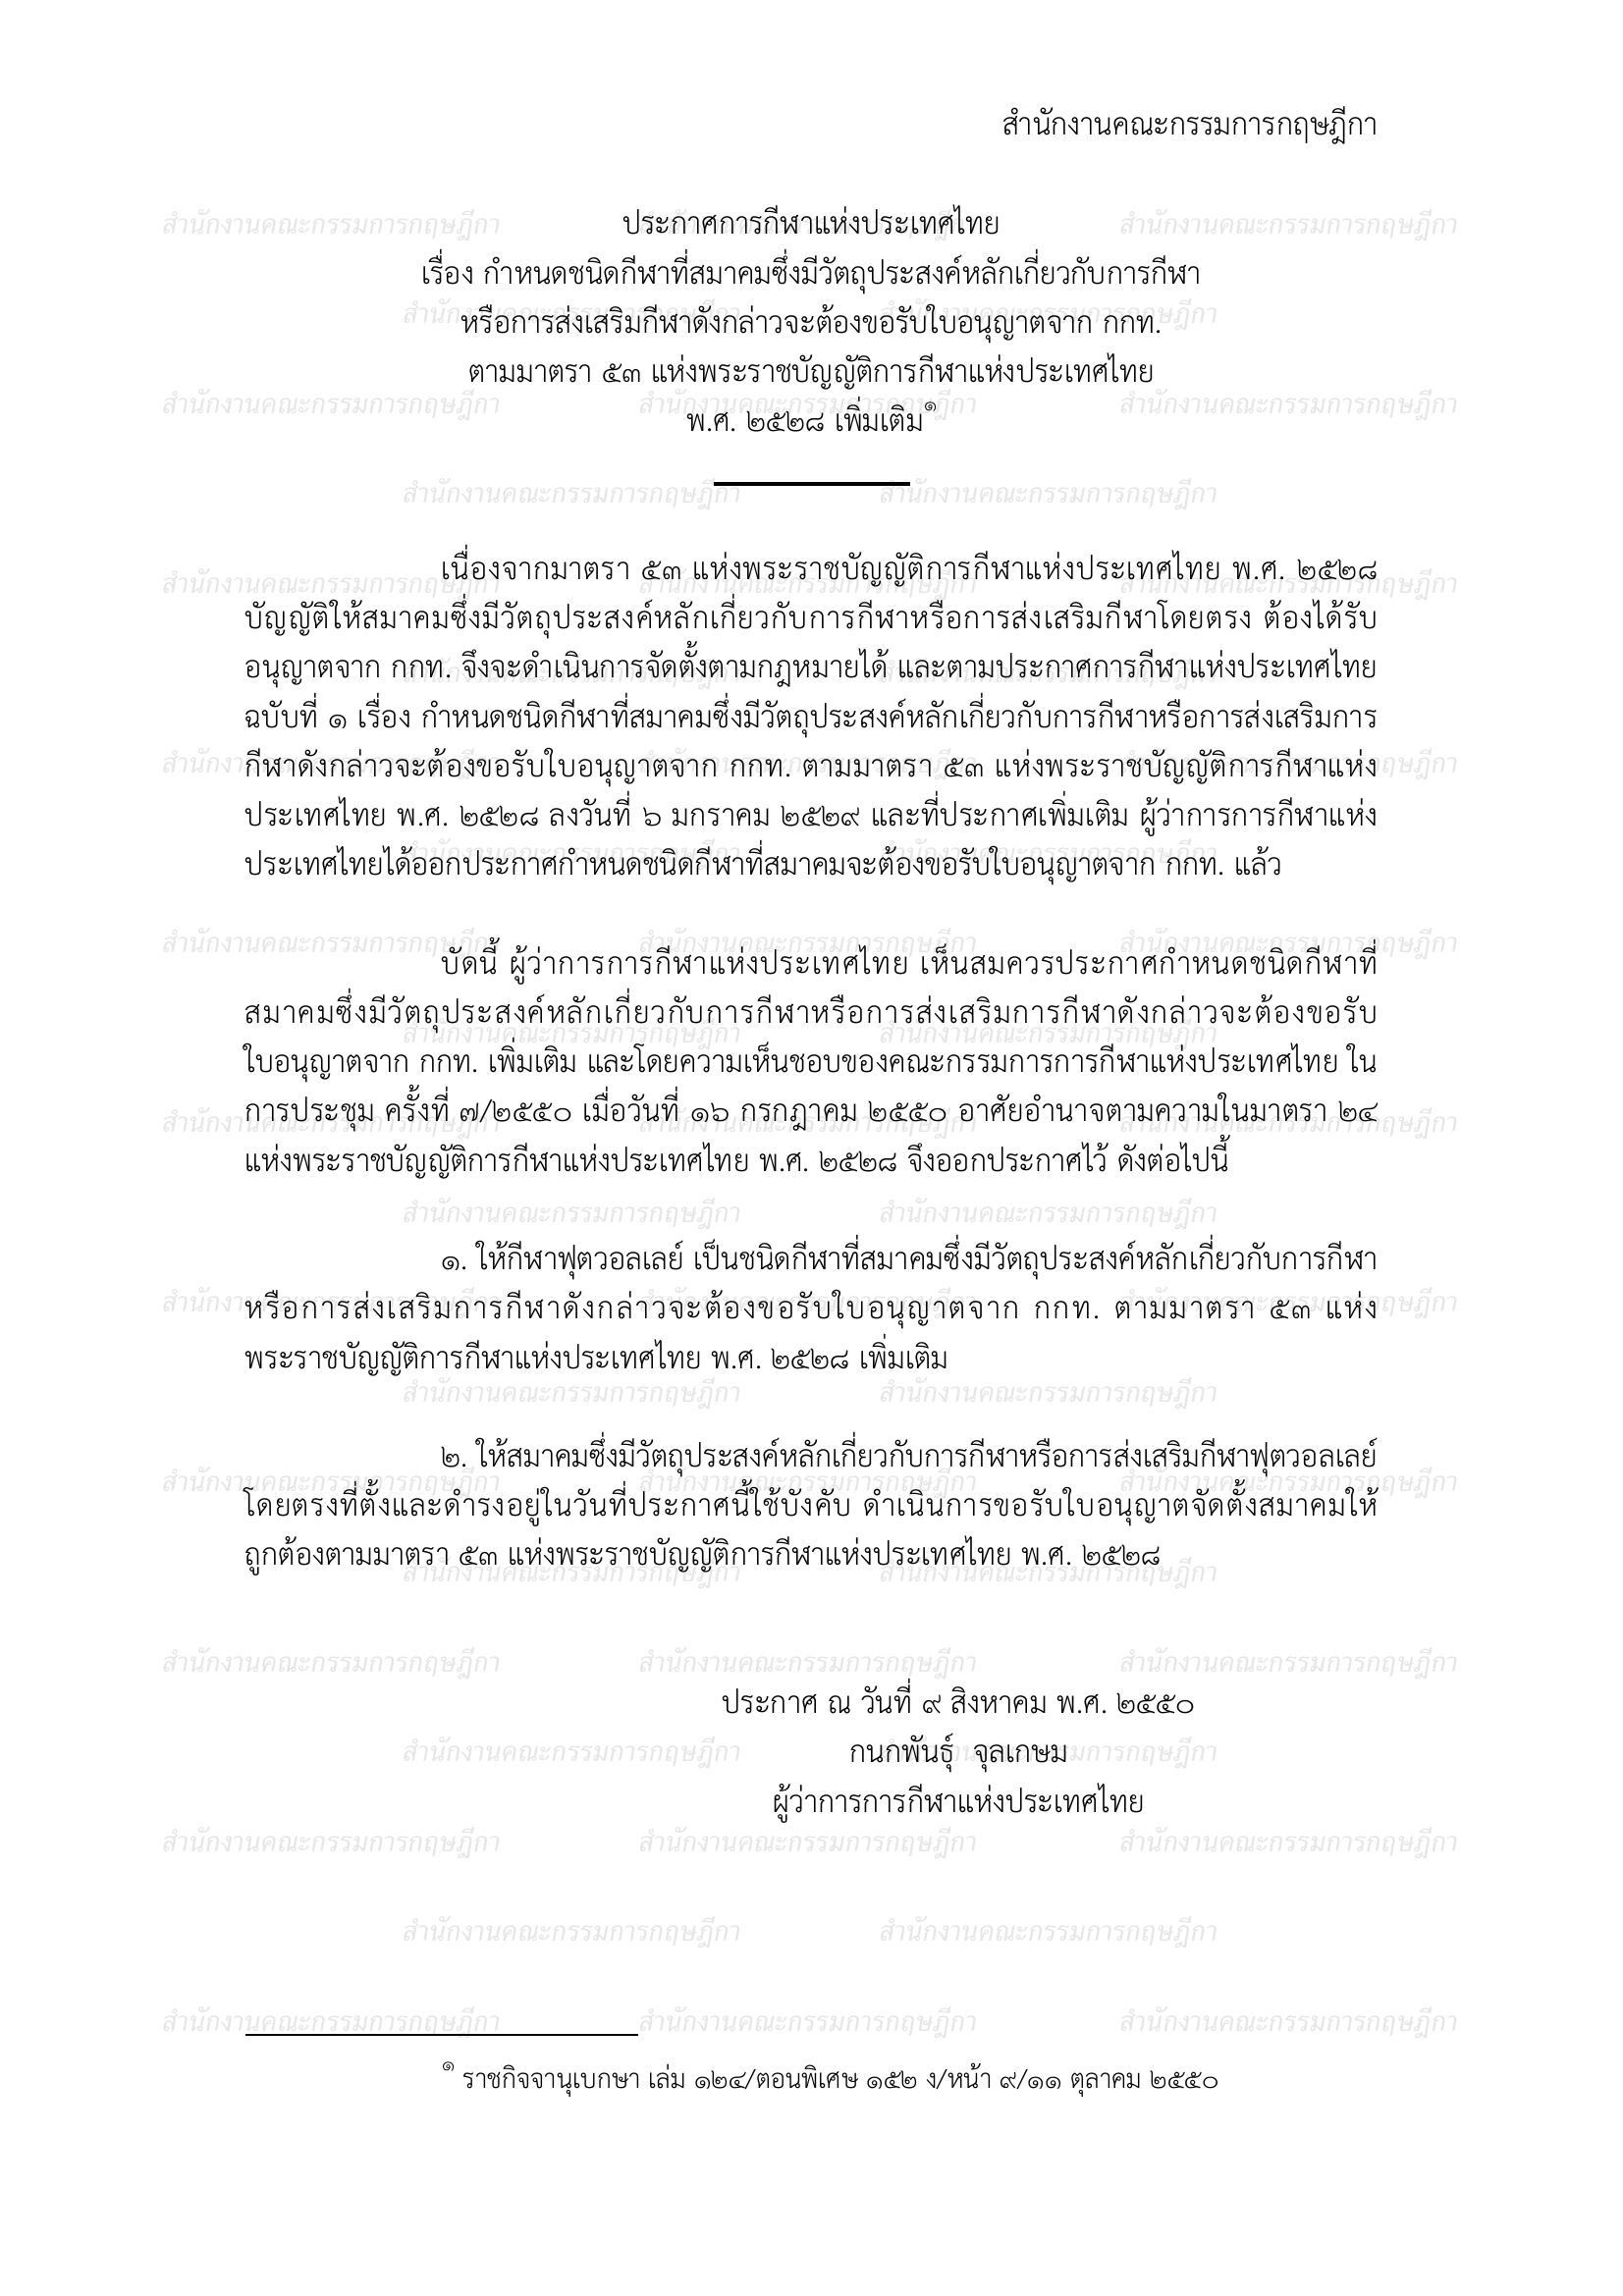 สำนักงานคณะกรรมการกฤษฎีกา
ประกาศการกีฬาแห่งประเทศไทย
เรื่อง กำหนดชนิดกีฬาที่สมาคมซึ่งมีวัตถุประสงค์หลักเกี่ยวกับการกีฬา
หรือการส่งเสริมกีฬาดังกล่าวจะต้องขอรับใบอนุญาตจาก กกท.
ตามมาตรา ๕๓ แห่งพระราชบัญญัติการกีฬาแห่งประเทศไทย
พ.ศ. ๒๕๒๘ เพิ่มเติม๑
เนื่องจากมาตรา ๕๓ แห่งพระราชบัญญัติการกีฬาแห่งประเทศไทย พ.ศ. ๒๕๒๘
บัญญัติให้สมาคมซึ่งมีวัตถุประสงค์หลักเกี่ยวกับการกีฬาหรือการส่งเสริมกีฬาโดยตรง ต้องได้รับ
อนุญาตจาก กกท. จึงจะดำเนินการจัดตั้งตามกฎหมายได้ และตามประกาศการกีฬาแห่งประเทศไทย
ฉบับที่ ๑ เรื่อง กำหนดชนิดกีฬาที่สมาคมซึ่งมีวัตถุประสงค์หลักเกี่ยวกับการกีฬาหรือการส่งเสริมการ
กีฬาดังกล่าวจะต้องขอรับใบอนุญาตจาก กกท. ตามมาตรา ๕๓ แห่งพระราชบัญญัติการกีฬาแห่ง
ประเทศไทย พ.ศ. ๒๕๒๘ ลงวันที่ ๖ มกราคม ๒๕๒๙ และที่ประกาศเพิ่มเติม ผู้ว่าการการกีฬาแห่ง
ประเทศไทยได้ออกประกาศกำหนดชนิดกีฬาที่สมาคมจะต้องขอรับใบอนุญาตจาก กกท. แล้ว
บัดนี้ ผู้ว่าการการกีฬาแห่งประเทศไทย เห็นสมควรประกาศกำหนดชนิดกีฬาที่
สมาคมซึ่งมีวัตถุประสงค์หลักเกี่ยวกับการกีฬาหรือการส่งเสริมการกีฬาดังกล่าวจะต้องขอรับ
ใบอนุญาตจาก กกท. เพิ่มเติม และโดยความเห็นชอบของคณะกรรมการการกีฬาแห่งประเทศไทย ใน
การประชุม ครั้งที่ ๗/๒๕๕๐ เมื่อวันที่ ๑๖ กรกฎาคม ๒๕๕๐ อาศัยอำนาจตามความในมาตรา ๒๔
แห่งพระราชบัญญัติการกีฬาแห่งประเทศไทย พ.ศ. ๒๕๒๘ จึงออกประกาศไว้ ดังต่อไปนี้
๑. ให้กีฬาฟุตวอลเลย์ เป็นชนิดกีฬาที่สมาคมซึ่งมีวัตถุประสงค์หลักเกี่ยวกับการกีฬา
หรือการส่งเสริมการกีฬาดังกล่าวจะต้องขอรับใบอนุญาตจาก กกท. ตามมาตรา ๕๓ แห่ง
พระราชบัญญัติการกีฬาแห่งประเทศไทย พ.ศ. ๒๕๒๘ เพิ่มเติม
๒. ให้สมาคมซึ่งมีวัตถุประสงค์หลักเกี่ยวกับการกีฬาหรือการส่งเสริมกีฬาฟุตวอลเลย์
โดยตรงที่ตั้งและดำรงอยู่ในวันที่ประกาศนี้ใช้บังคับ ดำเนินการขอรับใบอนุญาตจัดตั้งสมาคมให้
ถูกต้องตามมาตรา ๕๓ แห่งพระราชบัญญัติการกีฬาแห่งประเทศไทย พ.ศ. ๒๕๒๘
ประกาศ ณ วันที่ ๙ สิงหาคม พ.ศ. ๒๕๕๐
กนกพันธุ์ จุลเกษม
ผู้ว่าการการกีฬาแห่งประเทศไทย
๑ ราชกิจจานุเบกษา เล่ม ๑๒๔/ตอนพิเศษ ๑๕๒ ง/หน้า ๙/๑๑ ตุลาคม ๒๕๕๐